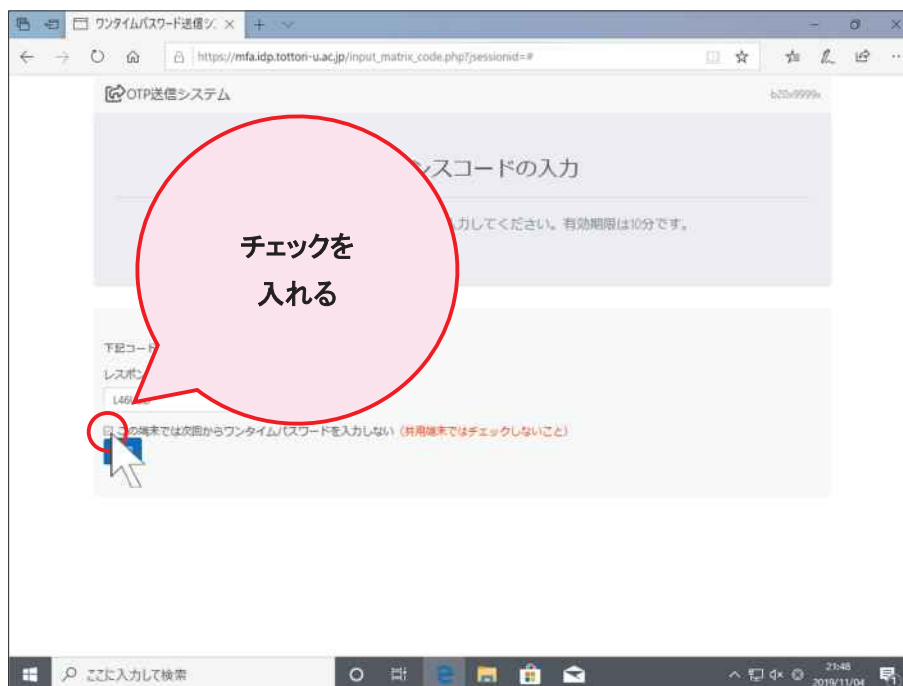 ワンタイムパスワード送信シ
https://mfa.idp.tottori-u.ac.jp/input_matrix_code.php?jsessionid=#
OTP送信システム
b20x9999x
ンスコードの入力
力してください。有効期限は10分です。
チェックを
入れる
下記コード
レスポン
L46
この端末では次回からワンタイムパスワードを入力しない（共用端末ではチェックしないこと）
ここに入力して検索
21:48
2019/11/04